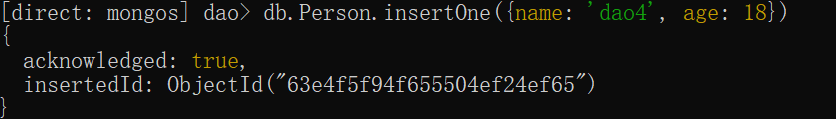 [direct: mongos] dao> db.Person.insertOne({name: 'dao4', age: 18})
{
  acknowledged: true,
  insertedId: ObjectId("63e4f5f94f655504ef24ef65")
}